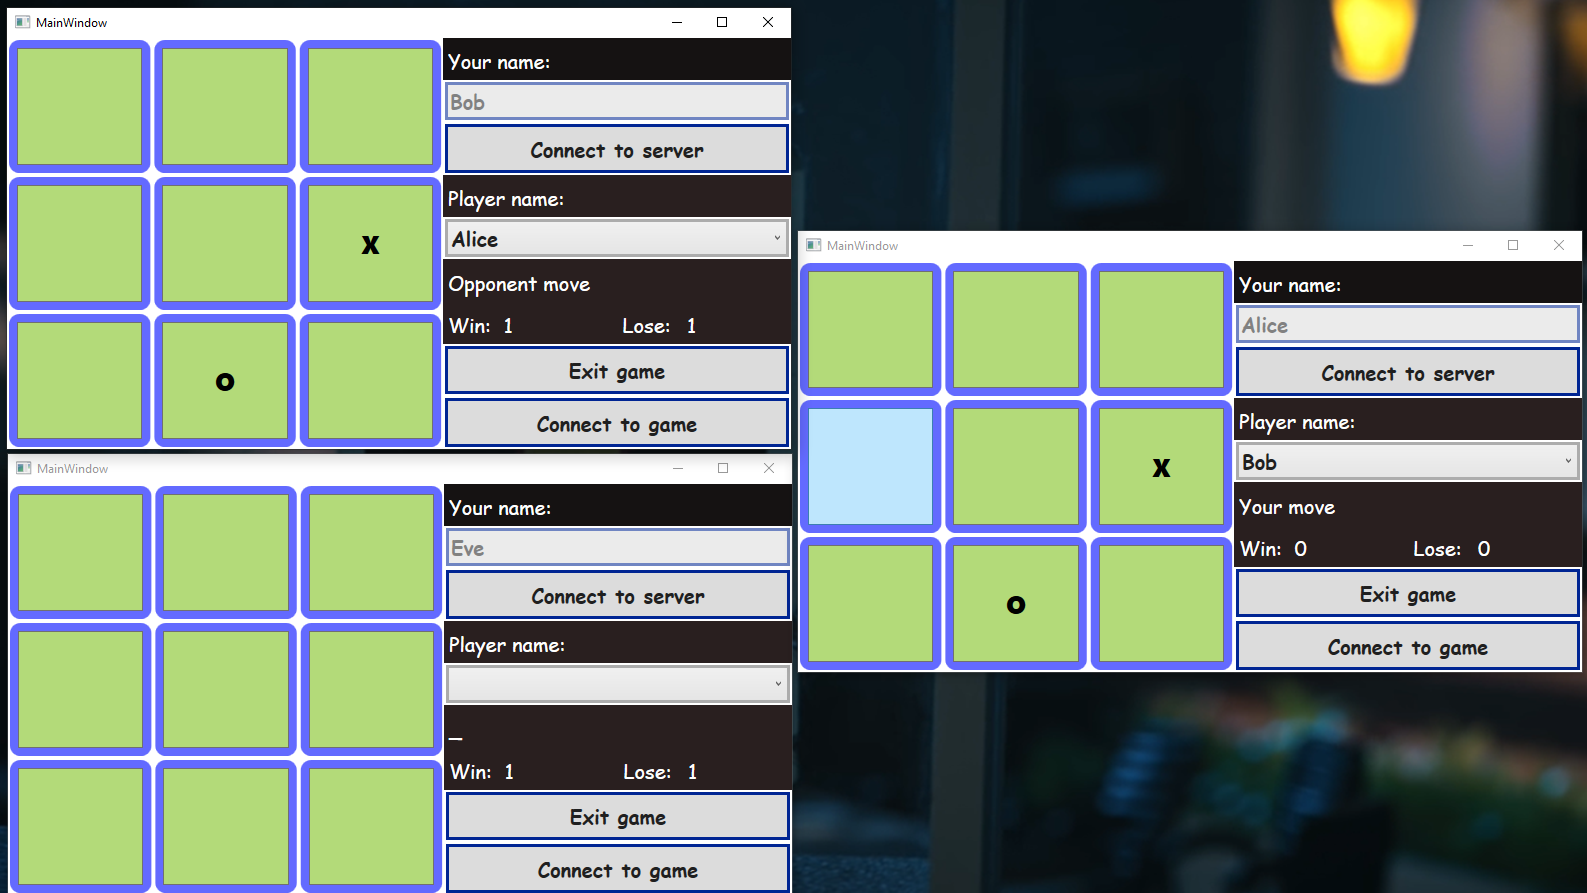 MainWindow
Your name:
Bob
Connect to server
Player name:
Alice
x
Opponent move
Win: 1 Lose: 1
o
Exit game
Connect to game
MainWindow
Your name:
Eve
Connect to server
Player name:
–
Win: 1 Lose: 1
Exit game
Connect to game
MainWindow
Your name:
Alice
Connect to server
Player name:
Bob
x
Your move
Win: 0 Lose: 0
o
Exit game
Connect to game